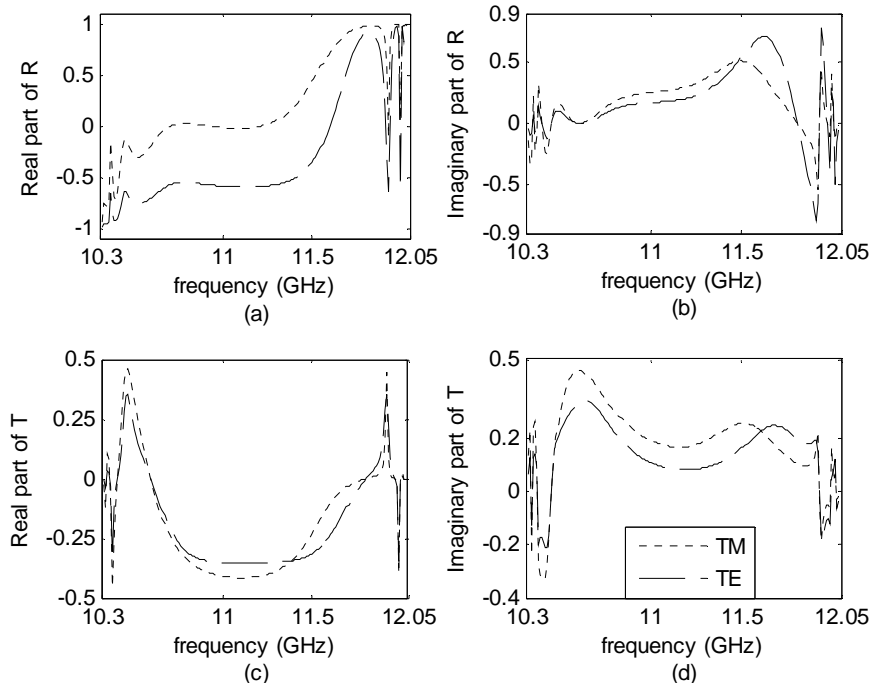 Real part of R
1
0.5
0
-0.5
-1
10.3 11 11.5 12.05
frequency (GHz)
(a)
Imaginary part of R
0.9
0.5
0
-0.5
-0.9
10.3 11 11.5 12.05
frequency (GHz)
(b)
Real part of T
0.5
0.25
0
-0.25
-0.5
10.3 11 11.5 12.05
frequency (GHz)
(c)
Imaginary part of T
0.5
0.2
0
-0.2
-0.4
10.3 11 11.5 12.05
frequency (GHz)
(d)
TM
TE